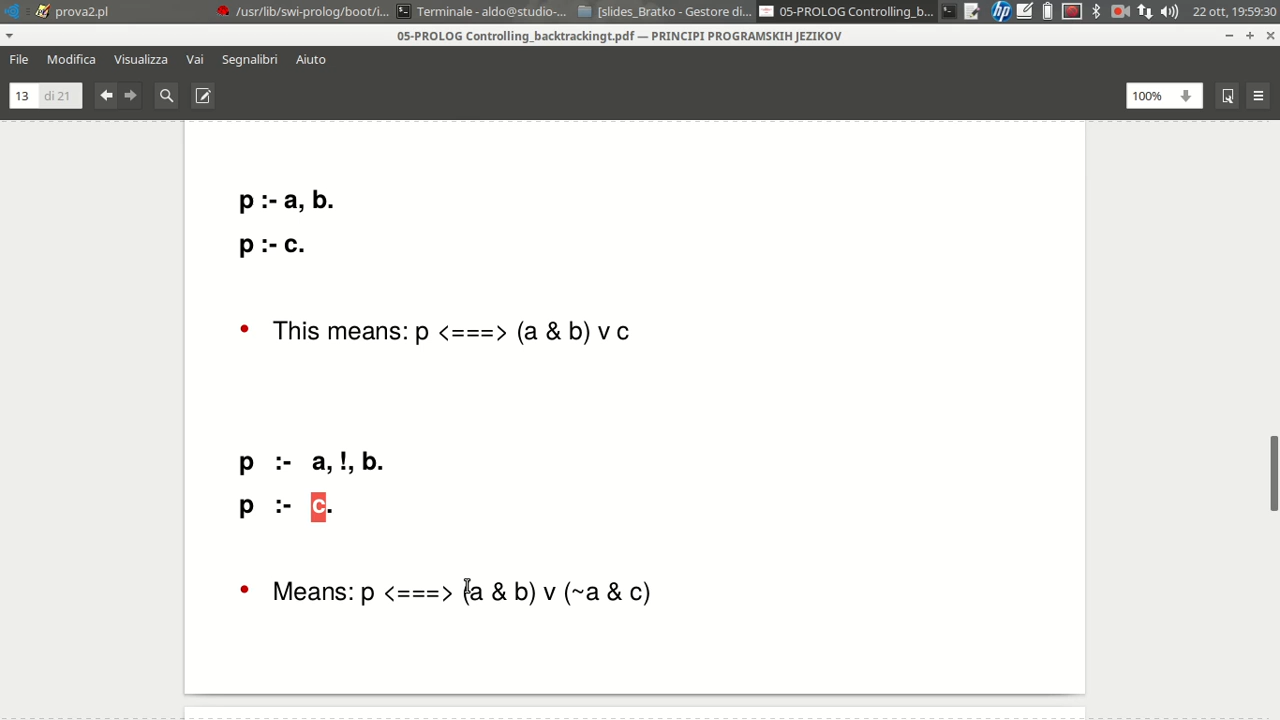 prova2.pl
/usr/lib/swi-prolog/boot/i...
Terminale - aldo@studio-...
[slides_Bratko - Gestore di...
05-PROLOG Controlling_b...
22 ott, 19:59:30
05-PROLOG Controlling_backtrackingt.pdf — PRINCIPI PROGRAMSKIH JEZIKOV
File Modifica Visualizza Vai Segnalibri Aiuto
13 di 21 100%
p :- a, b.
p :- c.
• This means: p <===> (a & b) v c
p :- a, !, b.
p :- c.
• Means: p <===> (a & b) v (~a & c)